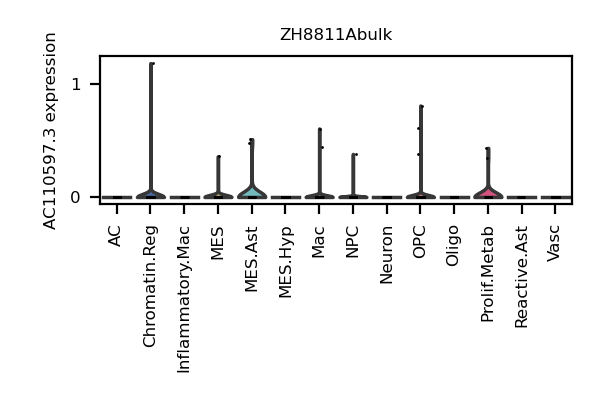 ZH8811Abulk
AC110597.3 expression
1
0
AC
Chromatin.Reg
Inflammatory.Mac
MES
MES.Ast
MES.Hyp
Mac
NPC
Neuron
OPC
Oligo
Prolif.Metab
Reactive.Ast
Vasc